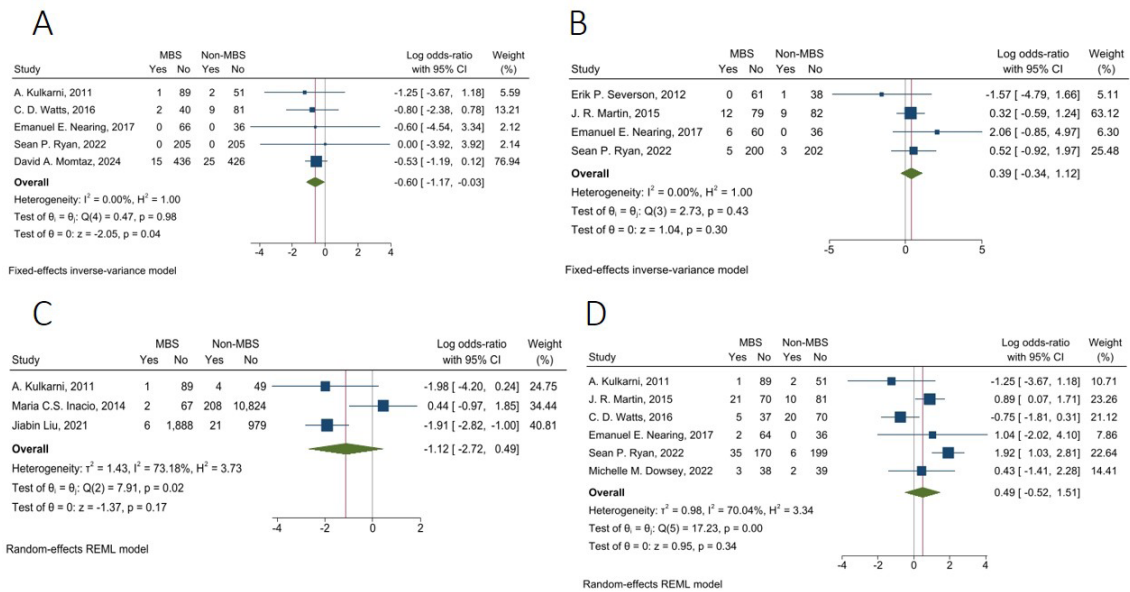 A
MBS Non-MBS Log odds-ratio Weight
Study Yes No Yes No with 95% CI (%)
A. Kulkarni, 2011 1 89 2 51 -1.25 [ -3.67, 1.18] 5.59
C. D. Watts, 2016 2 40 9 81 -0.80 [ -2.38, 0.78] 13.21
Emanuel E. Nearing, 2017 0 66 0 36 -0.60 [ -4.54, 3.34] 2.12
Sean P. Ryan, 2022 0 205 0 205 0.00 [ -3.92, 3.92] 2.14
David A. Momtaz, 2024 15 436 25 426 -0.53 [ -1.19, 0.12] 76.94
Overall -0.60 [ -1.17, -0.03]
Heterogeneity: I² = 0.00%, H² = 1.00
Test of θᵢ = θⱼ: Q(4) = 0.47, p = 0.98
Test of θ = 0: z = -2.05, p = 0.04
-4 -2 0 2 4
Fixed-effects inverse-variance model
B
MBS Non-MBS Log odds-ratio Weight
Study Yes No Yes No with 95% CI (%)
Erik P. Severson, 2012 0 61 1 38 -1.57 [ -4.79, 1.66] 5.11
J. R. Martin, 2015 12 79 9 82 0.32 [ -0.59, 1.24] 63.12
Emanuel E. Nearing, 2017 6 60 0 36 2.06 [ -0.85, 4.97] 6.30
Sean P. Ryan, 2022 5 200 3 202 0.52 [ -0.92, 1.97] 25.48
Overall 0.39 [ -0.34, 1.12]
Heterogeneity: I² = 0.00%, H² = 1.00
Test of θᵢ = θⱼ: Q(3) = 2.73, p = 0.43
Test of θ = 0: z = 1.04, p = 0.30
-5 0 5
Fixed-effects inverse-variance model
C
MBS Non-MBS Log odds-ratio Weight
Study Yes No Yes No with 95% CI (%)
A. Kulkarni, 2011 1 89 4 49 -1.98 [ -4.20, 0.24] 24.75
Maria C.S. Inacio, 2014 2 67 208 10,824 0.44 [ -0.97, 1.85] 34.44
Jiabin Liu, 2021 6 1,888 21 979 -1.91 [ -2.82, -1.00] 40.81
Overall -1.12 [ -2.72, 0.49]
Heterogeneity: τ² = 1.43, I² = 73.18%, H² = 3.73
Test of θᵢ = θⱼ: Q(2) = 7.91, p = 0.02
Test of θ = 0: z = -1.37, p = 0.17
-4 -2 0 2
Random-effects REML model
D
MBS Non-MBS Log odds-ratio Weight
Study Yes No Yes No with 95% CI (%)
A. Kulkarni, 2011 1 89 2 51 -1.25 [ -3.67, 1.18] 10.71
J. R. Martin, 2015 21 70 10 81 0.89 [ 0.07, 1.71] 23.26
C. D. Watts, 2016 5 37 20 70 -0.75 [ -1.81, 0.31] 21.12
Emanuel E. Nearing, 2017 2 64 0 36 1.04 [ -2.02, 4.10] 7.86
Sean P. Ryan, 2022 35 170 6 199 1.92 [ 1.03, 2.81] 22.64
Michelle M. Dowsey, 2022 3 38 2 39 0.43 [ -1.41, 2.28] 14.41
Overall 0.49 [ -0.52, 1.51]
Heterogeneity: τ² = 0.98, I² = 70.04%, H² = 3.34
Test of θᵢ = θⱼ: Q(5) = 17.23, p = 0.00
Test of θ = 0: z = 0.95, p = 0.34
-4 -2 0 2 4
Random-effects REML model